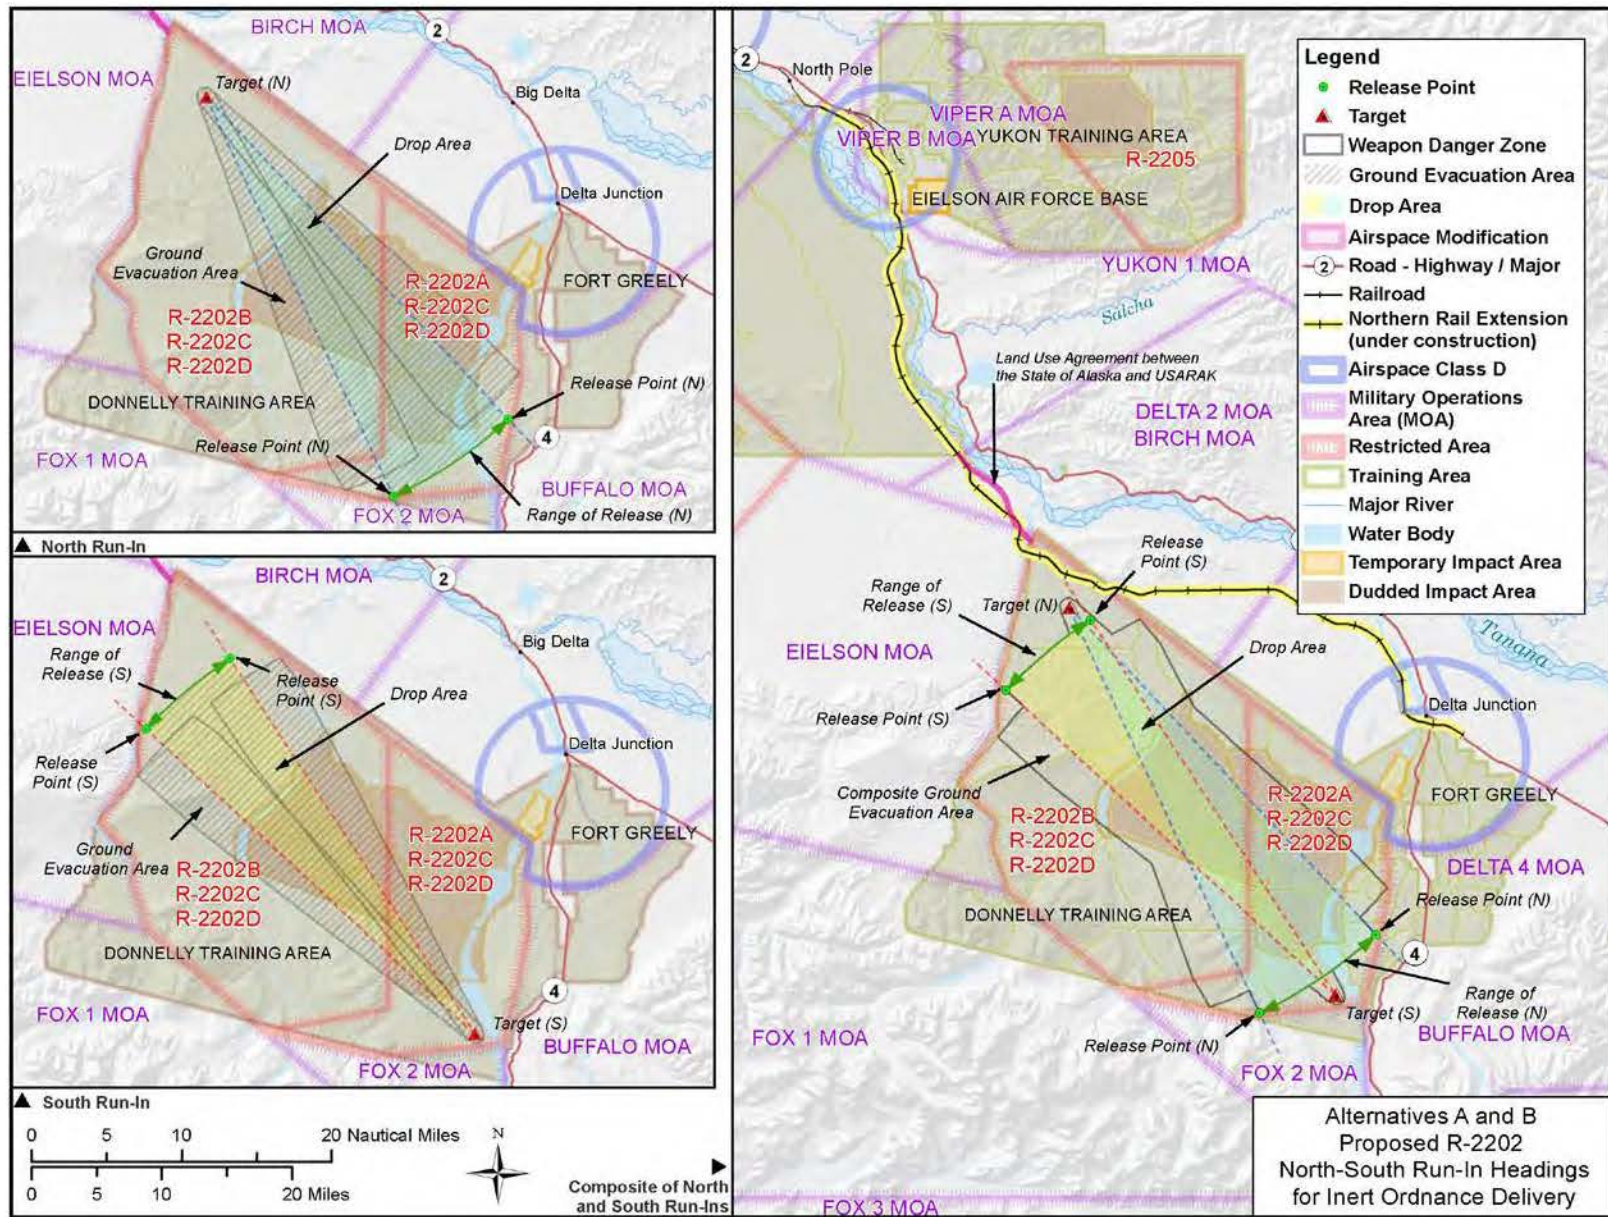 BIRCH MOA
2
EIELSON MOA
Target (N)
Big Delta
Drop Area
Delta Junction
Ground
Evacuation Area
FORT GREELY
R-2202A
R-2202C
R-2202D
R-2202B
R-2202C
R-2202D
Release Point (N)
DONNELLY TRAINING AREA
Release Point (N)
4
FOX 1 MOA
BUFFALO MOA
FOX 2 MOA
Range of Release (N)
North Run-In
BIRCH MOA
2
EIELSON MOA
Big Delta
Range of
Release (S)
Release
Point (S)
Drop Area
Release
Point (S)
Delta Junction
FORT GREELY
Ground
Evacuation Area
R-2202A
R-2202C
R-2202D
R-2202B
R-2202C
R-2202D
DONNELLY TRAINING AREA
4
FOX 1 MOA
Target (S)
BUFFALO MOA
FOX 2 MOA
South Run-In
0 5 10 20 Nautical Miles
0 5 10 20 Miles
N
Composite of North
and South Run-Ins
2
North Pole
VIPER A MOA
VIPER B MOA
YUKON TRAINING AREA
R-2205
EIELSON AIR FORCE BASE
YUKON 1 MOA
Salcha
Land Use Agreement between
the State of Alaska and USARAK
DELTA 2 MOA
BIRCH MOA
Release
Point (S)
Range of
Release (S)
Target (N)
Tanana
EIELSON MOA
Drop Area
Release Point (S)
Delta Junction
Composite Ground
Evacuation Area
R-2202A
R-2202C
R-2202D
FORT GREELY
R-2202B
R-2202C
R-2202D
DELTA 4 MOA
DONNELLY TRAINING AREA
Release Point (N)
4
Range of
Release (N)
Target (S)
FOX 1 MOA
BUFFALO MOA
Release Point (N)
FOX 2 MOA
FOX 3 MOA
Legend
Release Point
Target
Weapon Danger Zone
Ground Evacuation Area
Drop Area
Airspace Modification
2 Road - Highway / Major
Railroad
Northern Rail Extension
(under construction)
Airspace Class D
Military Operations
Area (MOA)
Restricted Area
Training Area
Major River
Water Body
Temporary Impact Area
Dudded Impact Area
Alternatives A and B
Proposed R-2202
North-South Run-In Headings
for Inert Ordnance Delivery